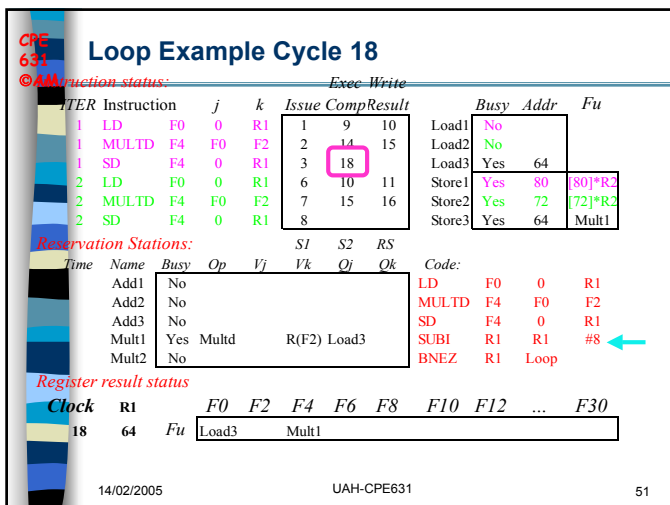 CPE
631
©AM
Loop Example Cycle 18
Instruction status: Exec Write
ITER Instruction j k Issue Comp Result Busy Addr Fu
1 LD F0 0 R1 1 9 10 Load1 No
1 MULTD F4 F0 F2 2 14 15 Load2 No
1 SD F4 0 R1 3 18 Load3 Yes 64
2 LD F0 0 R1 6 10 11 Store1 Yes 80 [80]*R2
2 MULTD F4 F0 F2 7 15 16 Store2 Yes 72 [72]*R2
2 SD F4 0 R1 8 Store3 Yes 64 Mult1
Reservation Stations: S1 S2 RS
Time Name Busy Op Vj Vk Qj Qk Code:
Add1 No LD F0 0 R1
Add2 No MULTD F4 F0 F2
Add3 No SD F4 0 R1
Mult1 Yes Multd R(F2) Load3 SUBI R1 R1 #8
Mult2 No BNEZ R1 Loop
Register result status
Clock R1 F0 F2 F4 F6 F8 F10 F12 ... F30
18 64 Fu Load3 Mult1
14/02/2005 UAH-CPE631 51